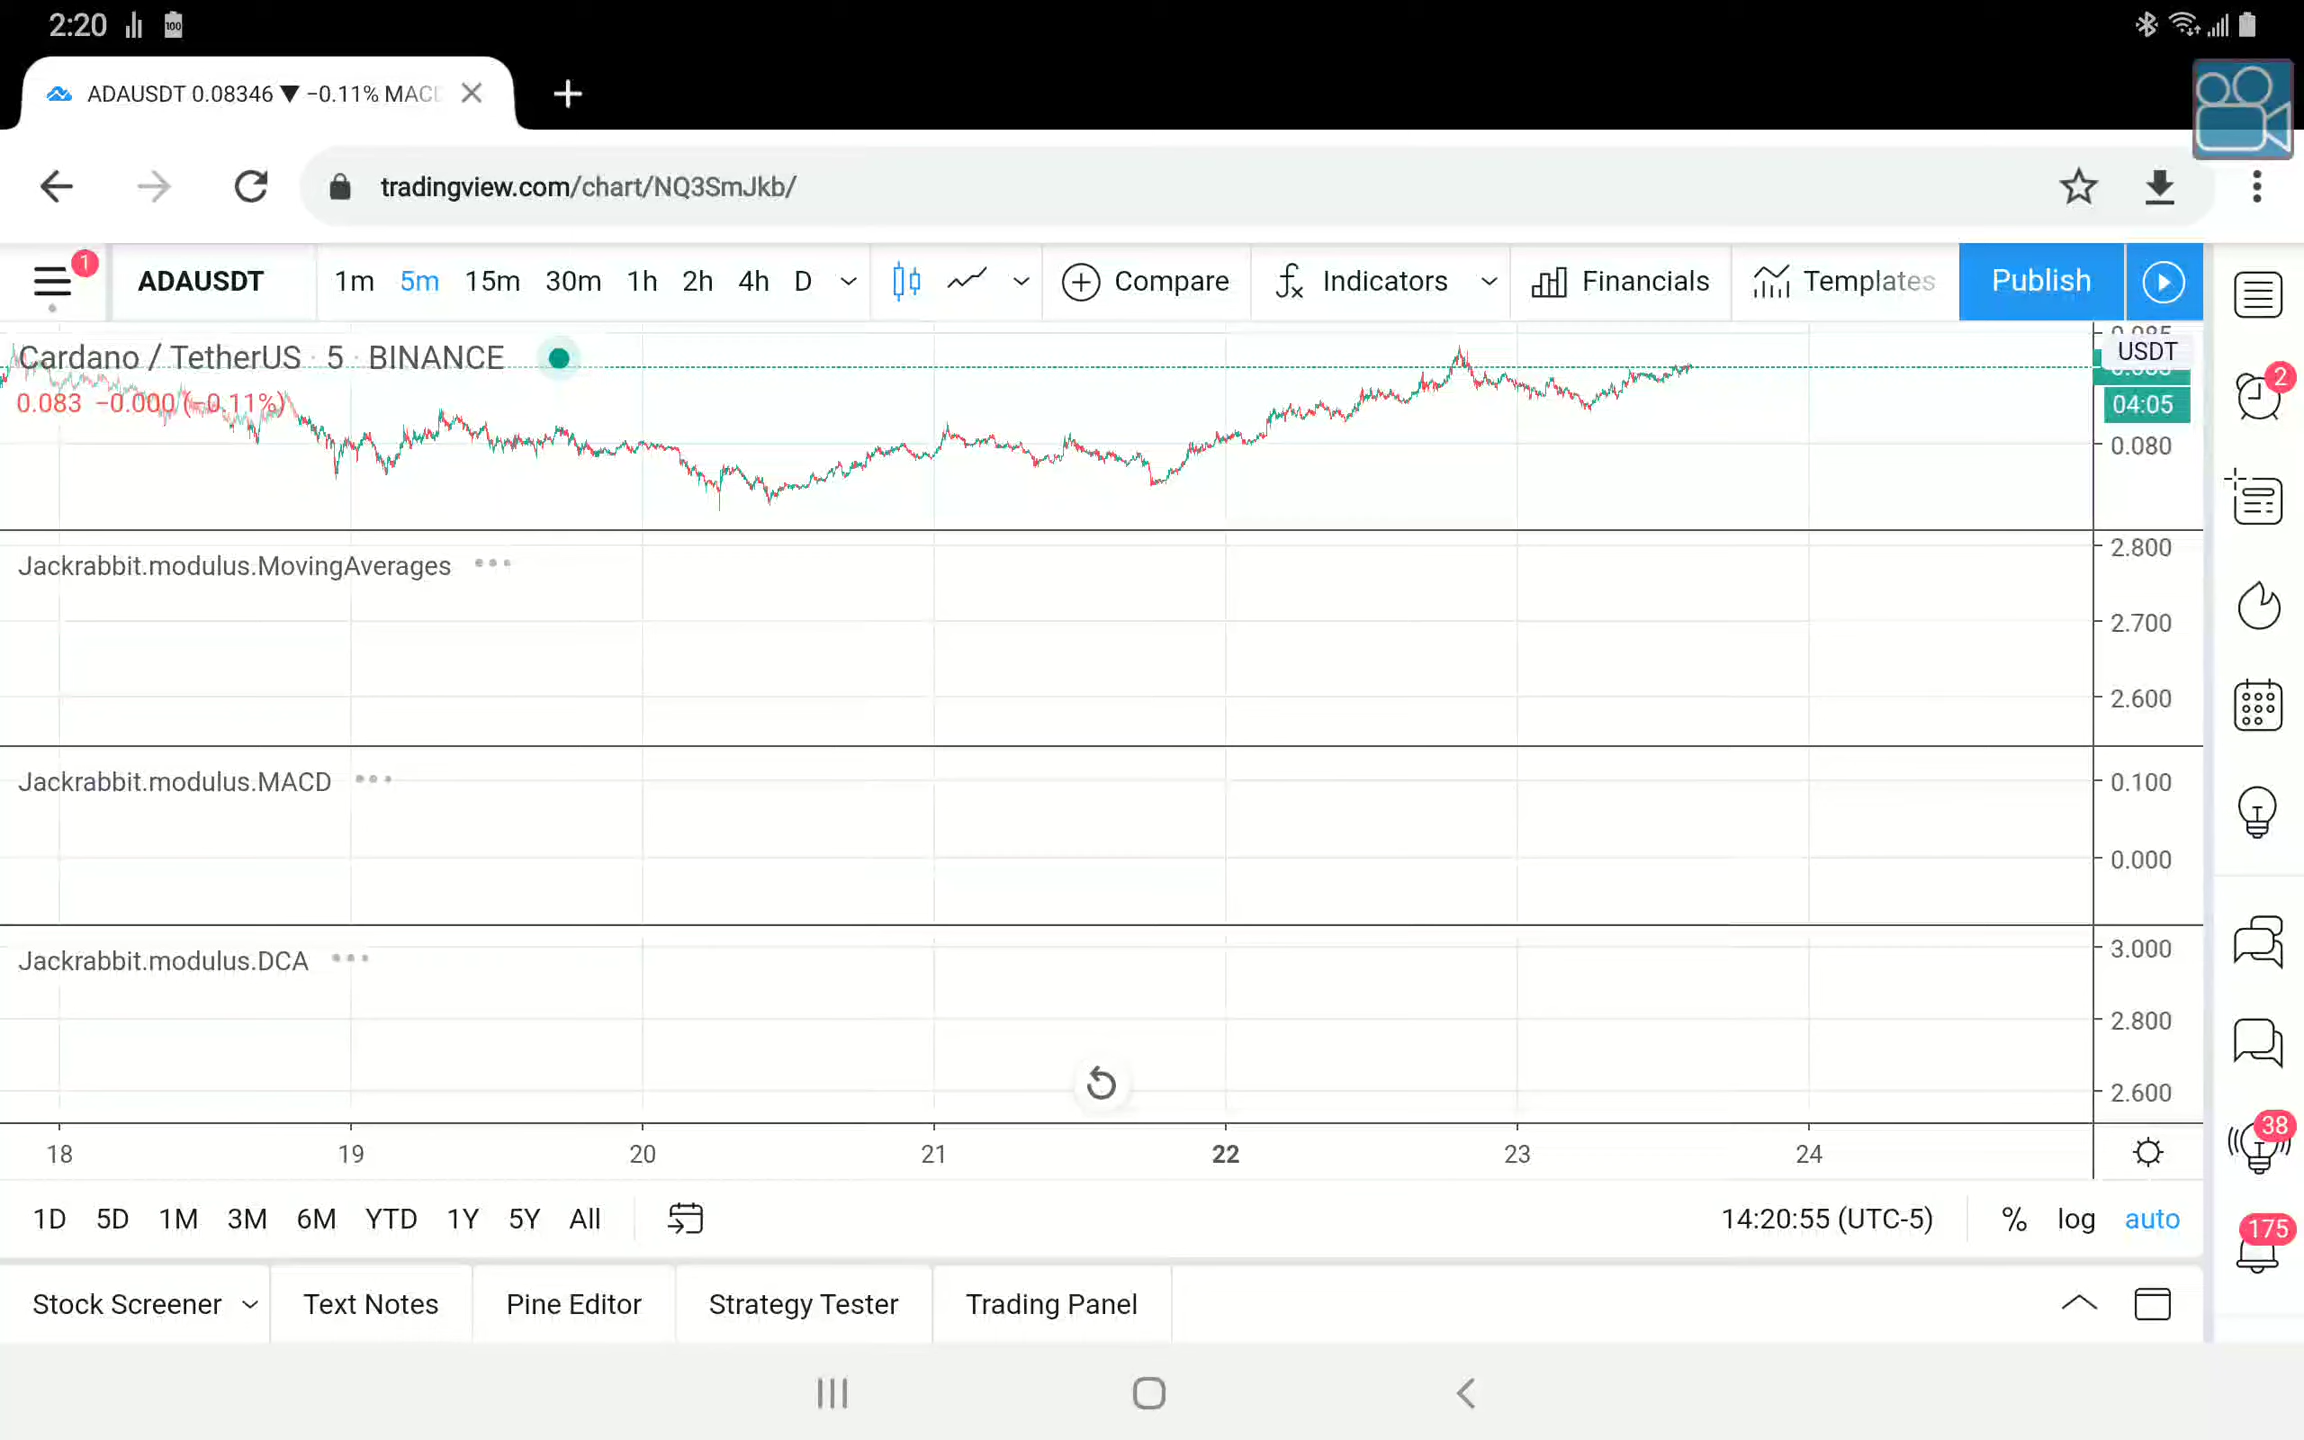 2:20
100
ADAUSDT 0.08346 ▼ −0.11% MAC
tradingview.com/chart/NQ3SmJkb/
1
ADAUSDT 1m 5m 15m 30m 1h 2h 4h D Compare Indicators Financials Templates Publish
Cardano / TetherUS · 5 · BINANCE
0.083 −0.000 (−0.11%)
0.085
USDT
04:05
0.080
2
Jackrabbit.modulus.MovingAverages
2.800
2.700
2.600
Jackrabbit.modulus.MACD
0.100
0.000
Jackrabbit.modulus.DCA
3.000
2.800
2.600
18 19 20 21 22 23 24
38
1D 5D 1M 3M 6M YTD 1Y 5Y All 14:20:55 (UTC-5) % log auto
175
Stock Screener Text Notes Pine Editor Strategy Tester Trading Panel